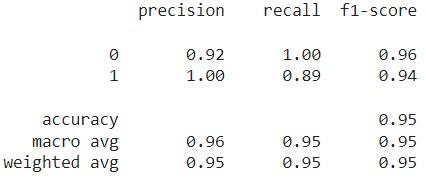 precision recall f1-score
0 0.92 1.00 0.96
1 1.00 0.89 0.94
accuracy 0.95
macro avg 0.96 0.95 0.95
weighted avg 0.95 0.95 0.95